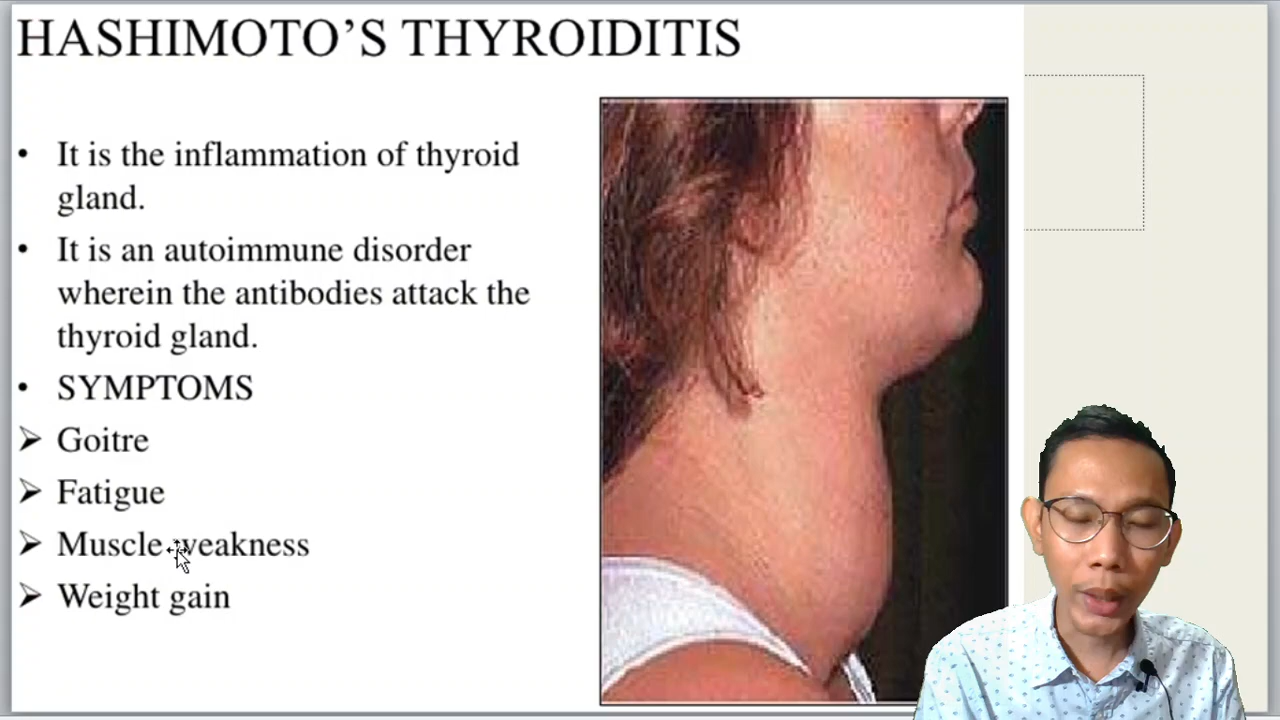 HASHIMOTO’S THYROIDITIS
• It is the inflammation of thyroid
gland.
• It is an autoimmune disorder
wherein the antibodies attack the
thyroid gland.
• SYMPTOMS
➢ Goitre
➢ Fatigue
➢ Muscle weakness
➢ Weight gain